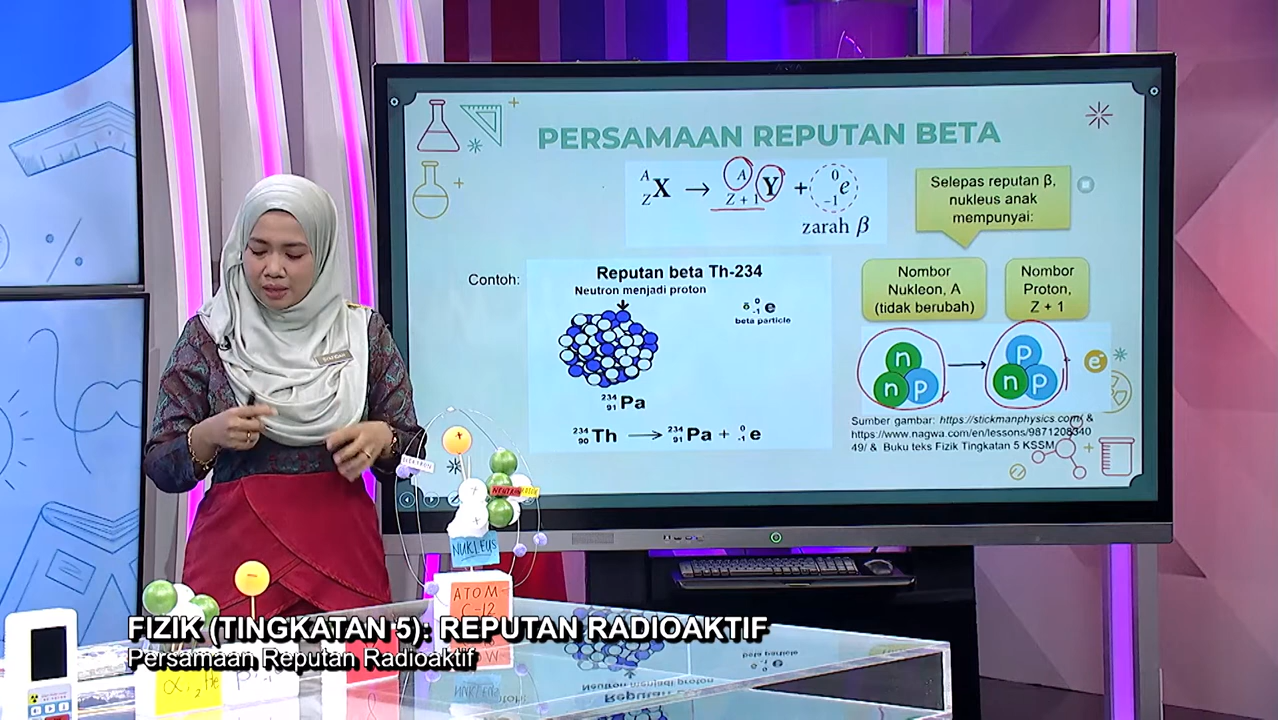 PERSAMAAN REPUTAN BETA
A
Z X → A
Z + 1 Y + 0
-1 e
zarah β
Selepas reputan β,
nukleus anak
mempunyai:
Contoh:
Reputan beta Th-234
Neutron menjadi proton
0
-1 e
beta particle
234
91 Pa
234
90 Th → 234
91 Pa + 0
-1 e
Nombor
Nukleon, A
(tidak berubah)
Nombor
Proton,
Z + 1
n
n p
p
n p
e
Sumber gambar: https://stickmanphysics.com/ &
https://www.nagwa.com/en/lessons/9871208340
49/ & Buku teks Fizik Tingkatan 5 KSSM
ELEKTRON
NEUTRON
NUKLEUS
ATOM
C-12
FIZIK (TINGKATAN 5): REPUTAN RADIOAKTIF
Persamaan Reputan Radioaktif